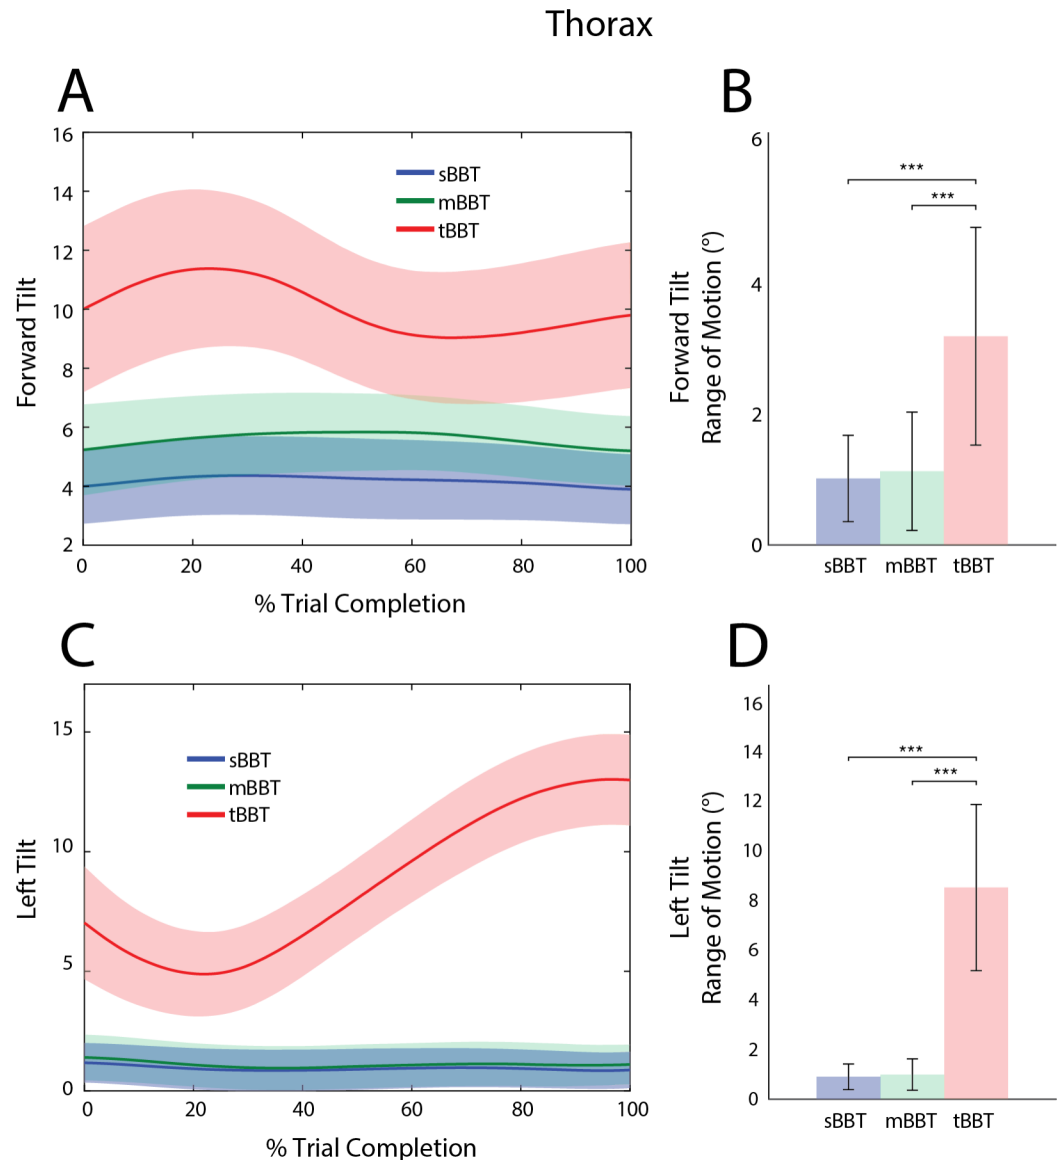 Thorax
A
16
14
12
10
8
6
4
2
Forward Tilt
sBBT
mBBT
tBBT
0
20
40
60
80
100
% Trial Completion
B
6
4
2
0
Forward Tilt
Range of Motion (°)
***
***
sBBT
mBBT
tBBT
C
15
10
5
0
Left Tilt
sBBT
mBBT
tBBT
0
20
40
60
80
100
% Trial Completion
D
16
14
12
10
8
6
4
2
0
Left Tilt
Range of Motion (°)
***
***
sBBT
mBBT
tBBT